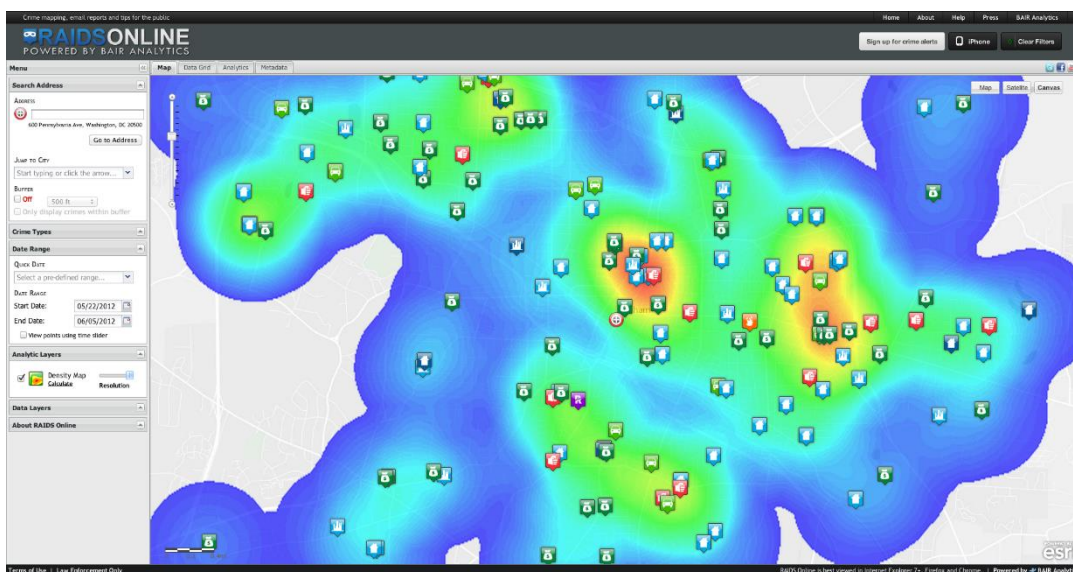 Crime mapping, email reports and tips for the public
Home About Help Press BAIR Analytics
RAIDSONLINE
POWERED BY BAIR ANALYTICS
Sign up for crime alerts iPhone Clear Filters
Menu
Map Data Grid Analytics Metadata
Search Address
Map Satellite Canvas
Address
600 Pennsylvania Ave, Washington, DC 20500
Go to Address
Jump to City
Start typing or click the arrow...
Buffer
Off 500 ft
Only display crimes within buffer
Crime Types
Date Range
Quick Date
Select a pre-defined range...
Date Range
Start Date: 05/22/2012
End Date: 06/05/2012
View points using time slider
Analytic Layers
Density Map
Calculate Resolution
Data Layers
About RAIDS Online
esri
Terms of Use | Law Enforcement Only
RAIDS Online is best viewed in Internet Explorer 7+, Firefox and Chrome. | Powered by BAIR Analyt